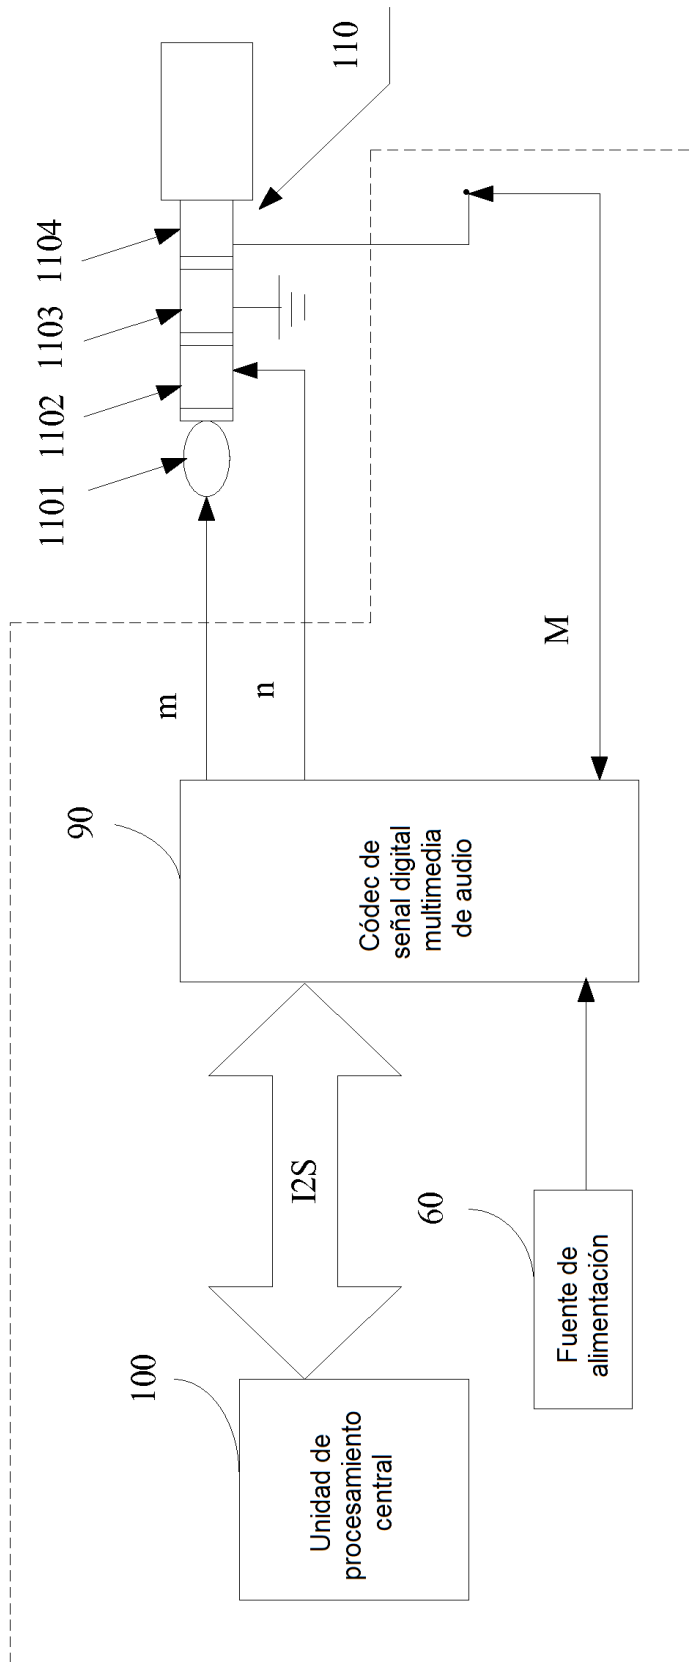 100
Unidad de
procesamiento
central
I2S
60
Fuente de
alimentación
90
Códec de
señal digital
multimedia
de audio
m
n
M
1101
1102
1103
1104
110